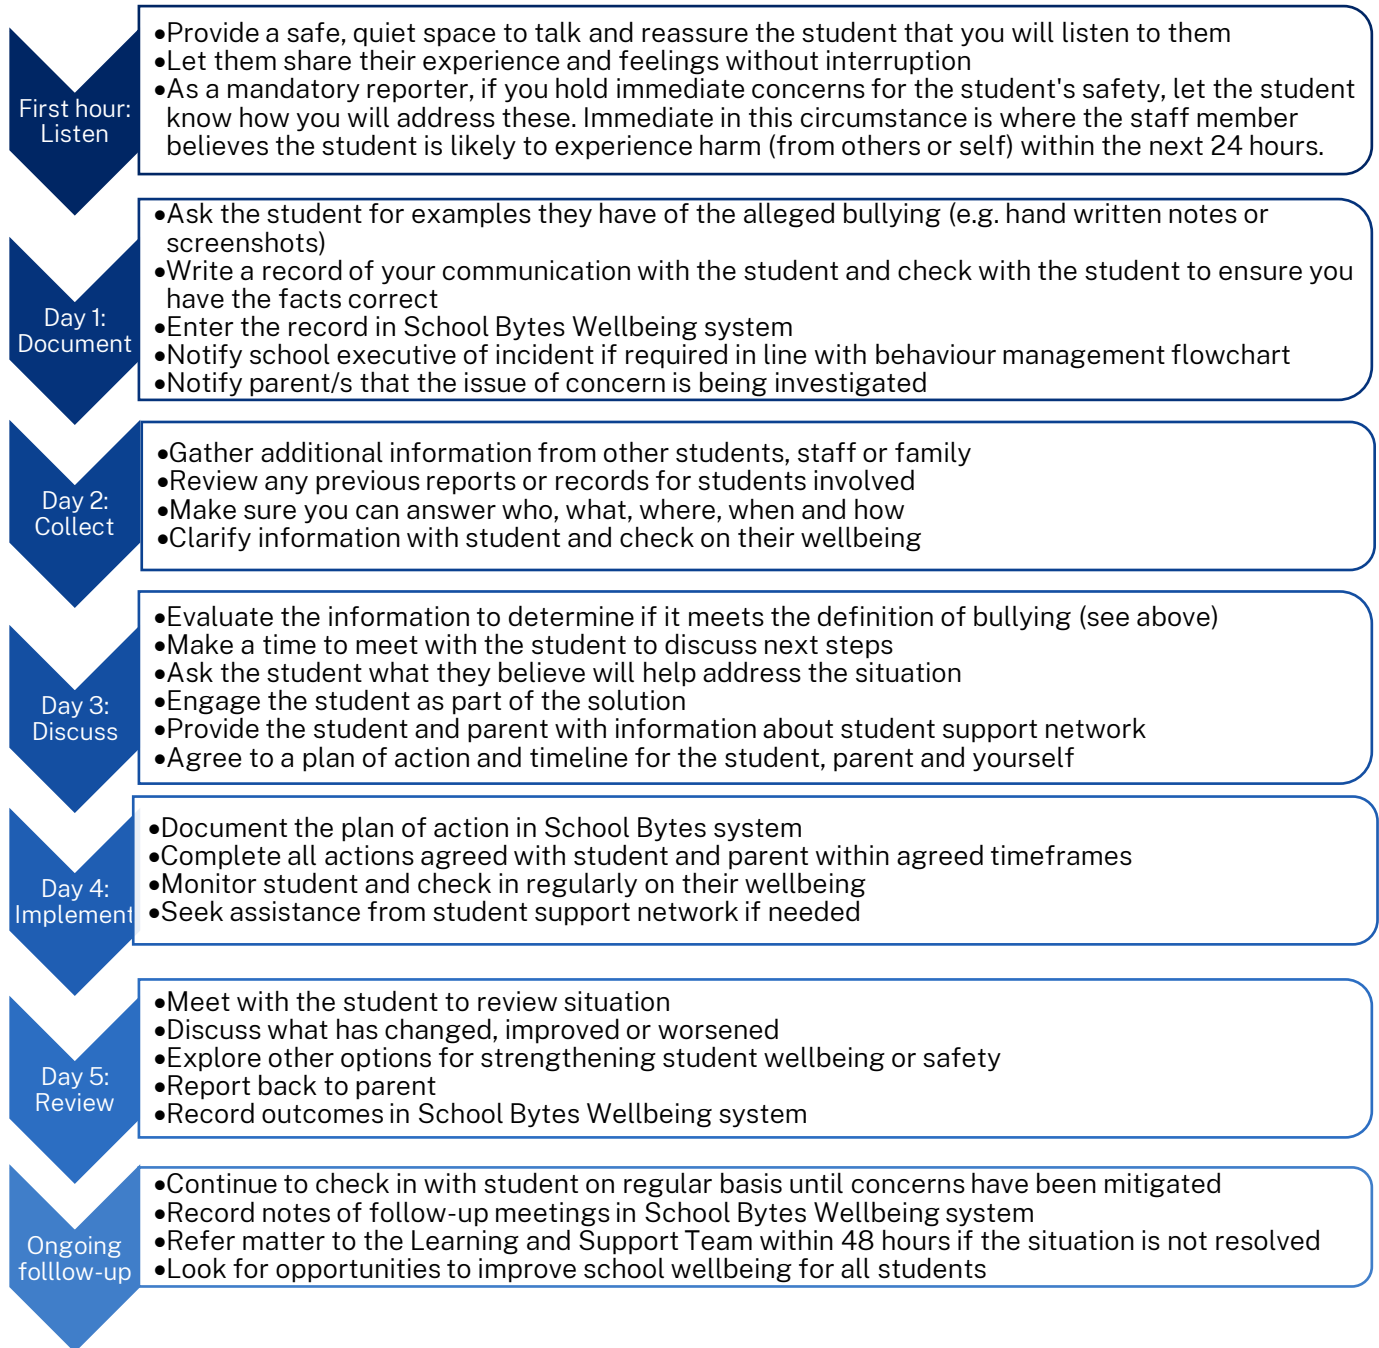 First hour:
Listen
•Provide a safe, quiet space to talk and reassure the student that you will listen to them
•Let them share their experience and feelings without interruption
•As a mandatory reporter, if you hold immediate concerns for the student's safety, let the student
know how you will address these. Immediate in this circumstance is where the staff member
believes the student is likely to experience harm (from others or self) within the next 24 hours.
Day 1:
Document
•Ask the student for examples they have of the alleged bullying (e.g. hand written notes or
screenshots)
•Write a record of your communication with the student and check with the student to ensure you
have the facts correct
•Enter the record in School Bytes Wellbeing system
•Notify school executive of incident if required in line with behaviour management flowchart
•Notify parent/s that the issue of concern is being investigated
Day 2:
Collect
•Gather additional information from other students, staff or family
•Review any previous reports or records for students involved
•Make sure you can answer who, what, where, when and how
•Clarify information with student and check on their wellbeing
Day 3:
Discuss
•Evaluate the information to determine if it meets the definition of bullying (see above)
•Make a time to meet with the student to discuss next steps
•Ask the student what they believe will help address the situation
•Engage the student as part of the solution
•Provide the student and parent with information about student support network
•Agree to a plan of action and timeline for the student, parent and yourself
Day 4:
Implement
•Document the plan of action in School Bytes system
•Complete all actions agreed with student and parent within agreed timeframes
•Monitor student and check in regularly on their wellbeing
•Seek assistance from student support network if needed
Day 5:
Review
•Meet with the student to review situation
•Discuss what has changed, improved or worsened
•Explore other options for strengthening student wellbeing or safety
•Report back to parent
•Record outcomes in School Bytes Wellbeing system
Ongoing
folllow-up
•Continue to check in with student on regular basis until concerns have been mitigated
•Record notes of follow-up meetings in School Bytes Wellbeing system
•Refer matter to the Learning and Support Team within 48 hours if the situation is not resolved
•Look for opportunities to improve school wellbeing for all students